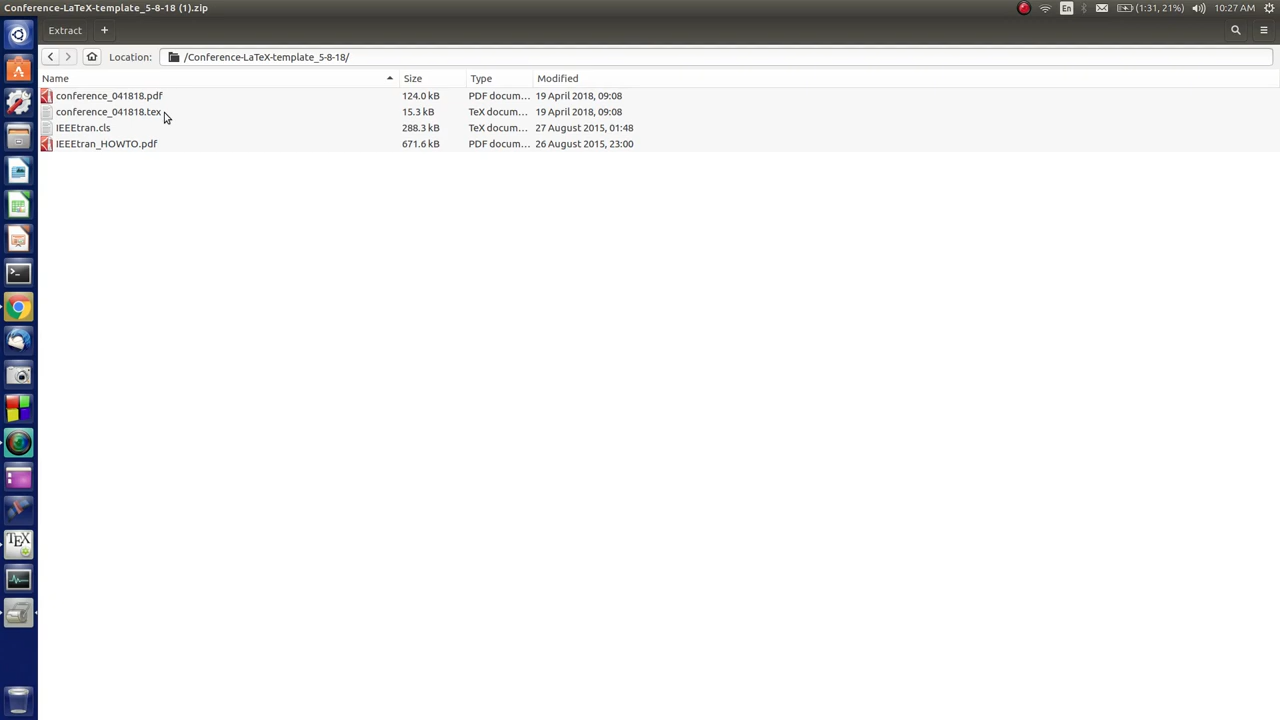 Conference-LaTeX-template_5-8-18 (1).zip En (1:31, 21%) 10:27 AM
Extract +
Location: /Conference-LaTeX-template_5-8-18/
Name Size Type Modified
conference_041818.pdf 124.0 kB PDF docum... 19 April 2018, 09:08
conference_041818.tex 15.3 kB TeX docum... 19 April 2018, 09:08
IEEEtran.cls 288.3 kB TeX docum... 27 August 2015, 01:48
IEEEtran_HOWTO.pdf 671.6 kB PDF docum... 26 August 2015, 23:00
TEX